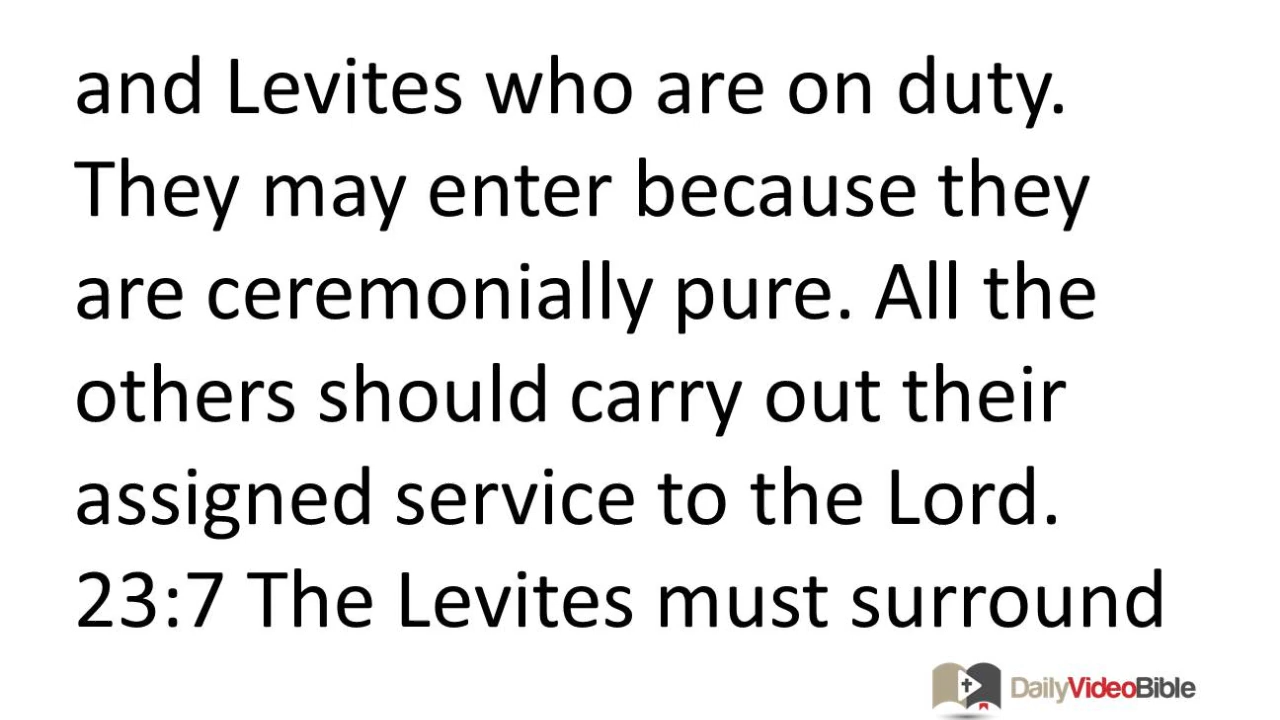 and Levites who are on duty.
They may enter because they
are ceremonially pure. All the
others should carry out their
assigned service to the Lord.
23:7 The Levites must surround
DailyVideoBible